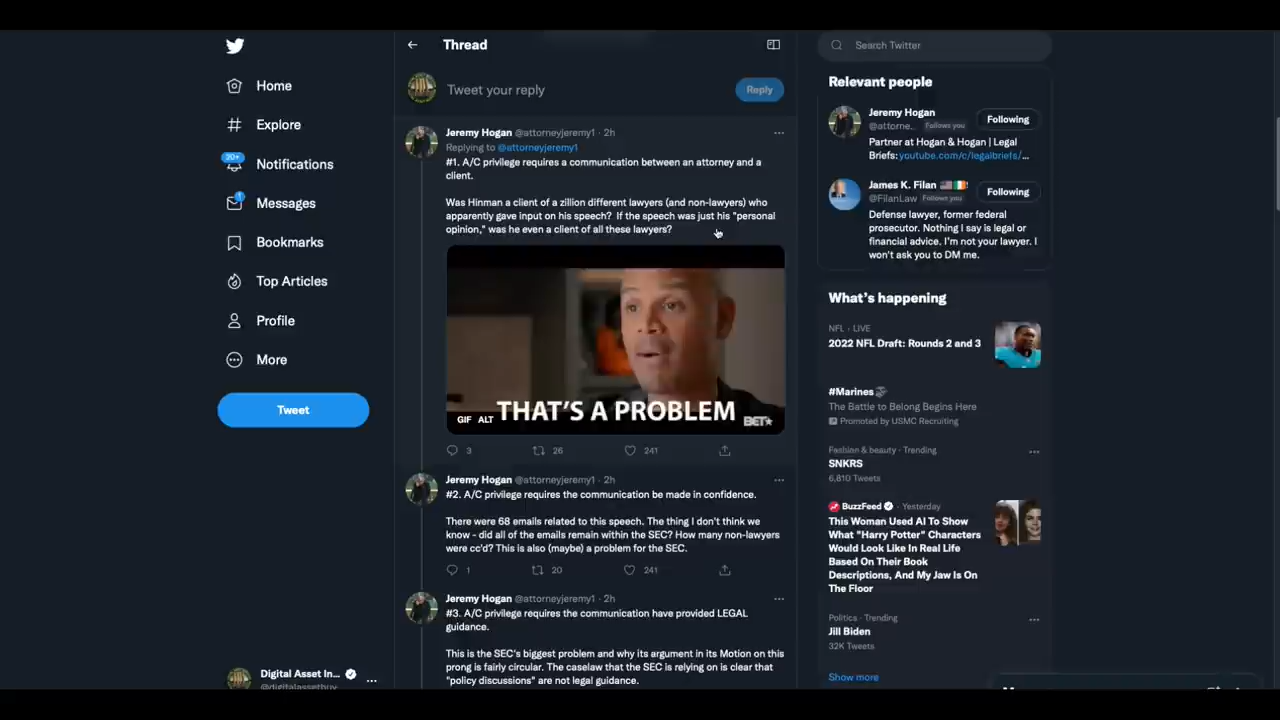 Home
Explore
20+
Notifications
1
Messages
Bookmarks
Top Articles
Profile
More
Tweet
Digital Asset In...
@digitalassetbuy
Thread
Tweet your reply
Reply
Jeremy Hogan @attorneyjeremy1 · 2h
Replying to @attorneyjeremy1
#1. A/C privilege requires a communication between an attorney and a
client.
Was Hinman a client of a zillion different lawyers (and non-lawyers) who
apparently gave input on his speech? If the speech was just his "personal
opinion," was he even a client of all these lawyers?
THAT'S A PROBLEM
GIF ALT
BET★
3 26 241
Jeremy Hogan @attorneyjeremy1 · 2h
#2. A/C privilege requires the communication be made in confidence.
There were 68 emails related to this speech. The thing I don't think we
know - did all of the emails remain within the SEC? How many non-lawyers
were cc'd? This is also (maybe) a problem for the SEC.
1 20 241
Jeremy Hogan @attorneyjeremy1 · 2h
#3. A/C privilege requires the communication have provided LEGAL
guidance.
This is the SEC's biggest problem and why its argument in its Motion on this
prong is fairly circular. The caselaw that the SEC is relying on is clear that
"policy discussions" are not legal guidance.
Search Twitter
Relevant people
Jeremy Hogan
@attorne... Follows you
Following
Partner at Hogan & Hogan | Legal
Briefs:youtube.com/c/legalbriefs/...
James K. Filan 🇺🇸🇮🇪
@FilanLaw Follows you
Following
Defense lawyer, former federal
prosecutor. Nothing I say is legal or
financial advice. I'm not your lawyer. I
won't ask you to DM me.
What's happening
NFL · LIVE
2022 NFL Draft: Rounds 2 and 3
#Marines
The Battle to Belong Begins Here
Promoted by USMC Recruiting
Fashion & beauty · Trending
SNKRS
6,810 Tweets
BuzzFeed · Yesterday
This Woman Used AI To Show
What "Harry Potter" Characters
Would Look Like In Real Life
Based On Their Book
Descriptions, And My Jaw Is On
The Floor
Politics · Trending
Jill Biden
32K Tweets
Show more